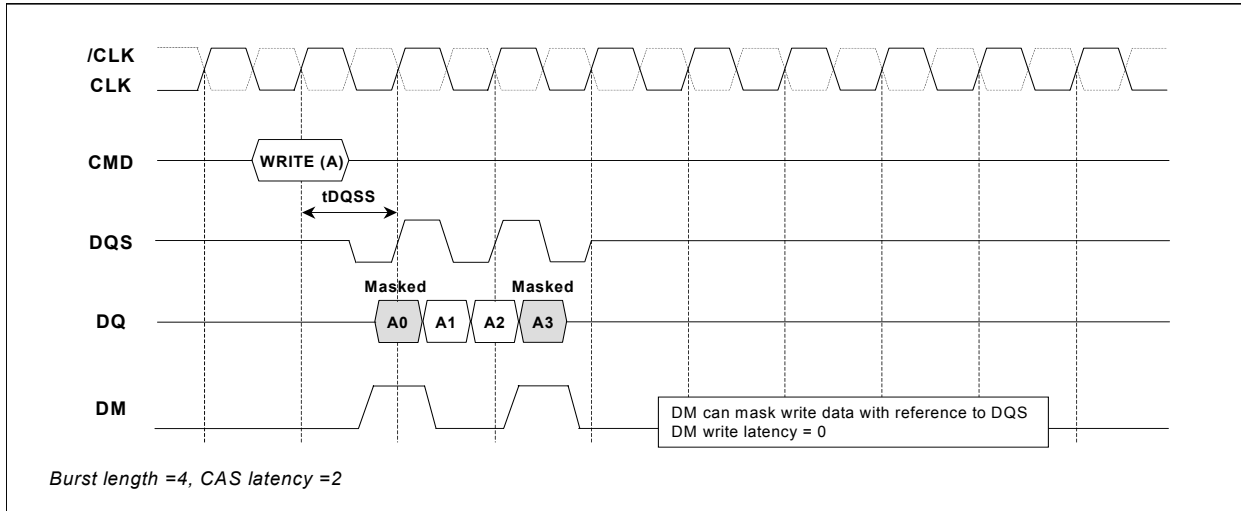 /CLK
CLK
CMD
WRITE (A)
tDQSS
DQS
Masked Masked
DQ
A0 A1 A2 A3
DM
DM can mask write data with reference to DQS
DM write latency = 0
Burst length =4, CAS latency =2